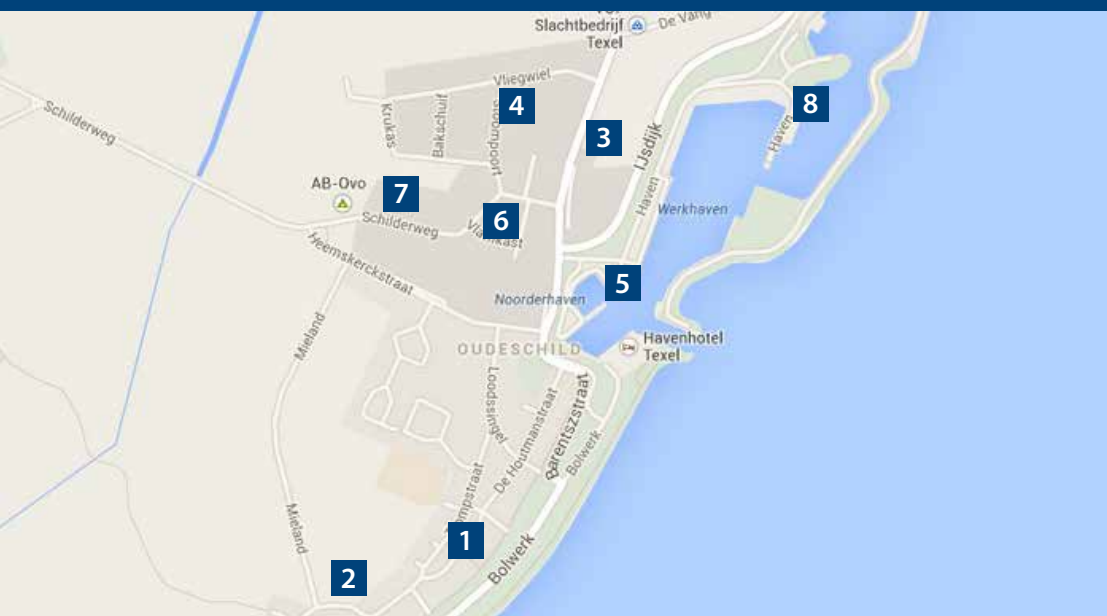 Slachtbedrijf
Texel
De Vang
Vliegwiel
4
8
Krukas
Bakschuif
3
IJsdijk
Haven
Schilderweg
AB-Ovo
7
Haven
Werkhaven
6
Schilderweg
Heemskerckstraat
5
Noorderhaven
Mieland
OUDESCHILD
Havenhotel
Texel
Loodssingel
De Houtmanstraat
Barentszstraat
Bolwerk
Mieland
1
Bolwerk
2